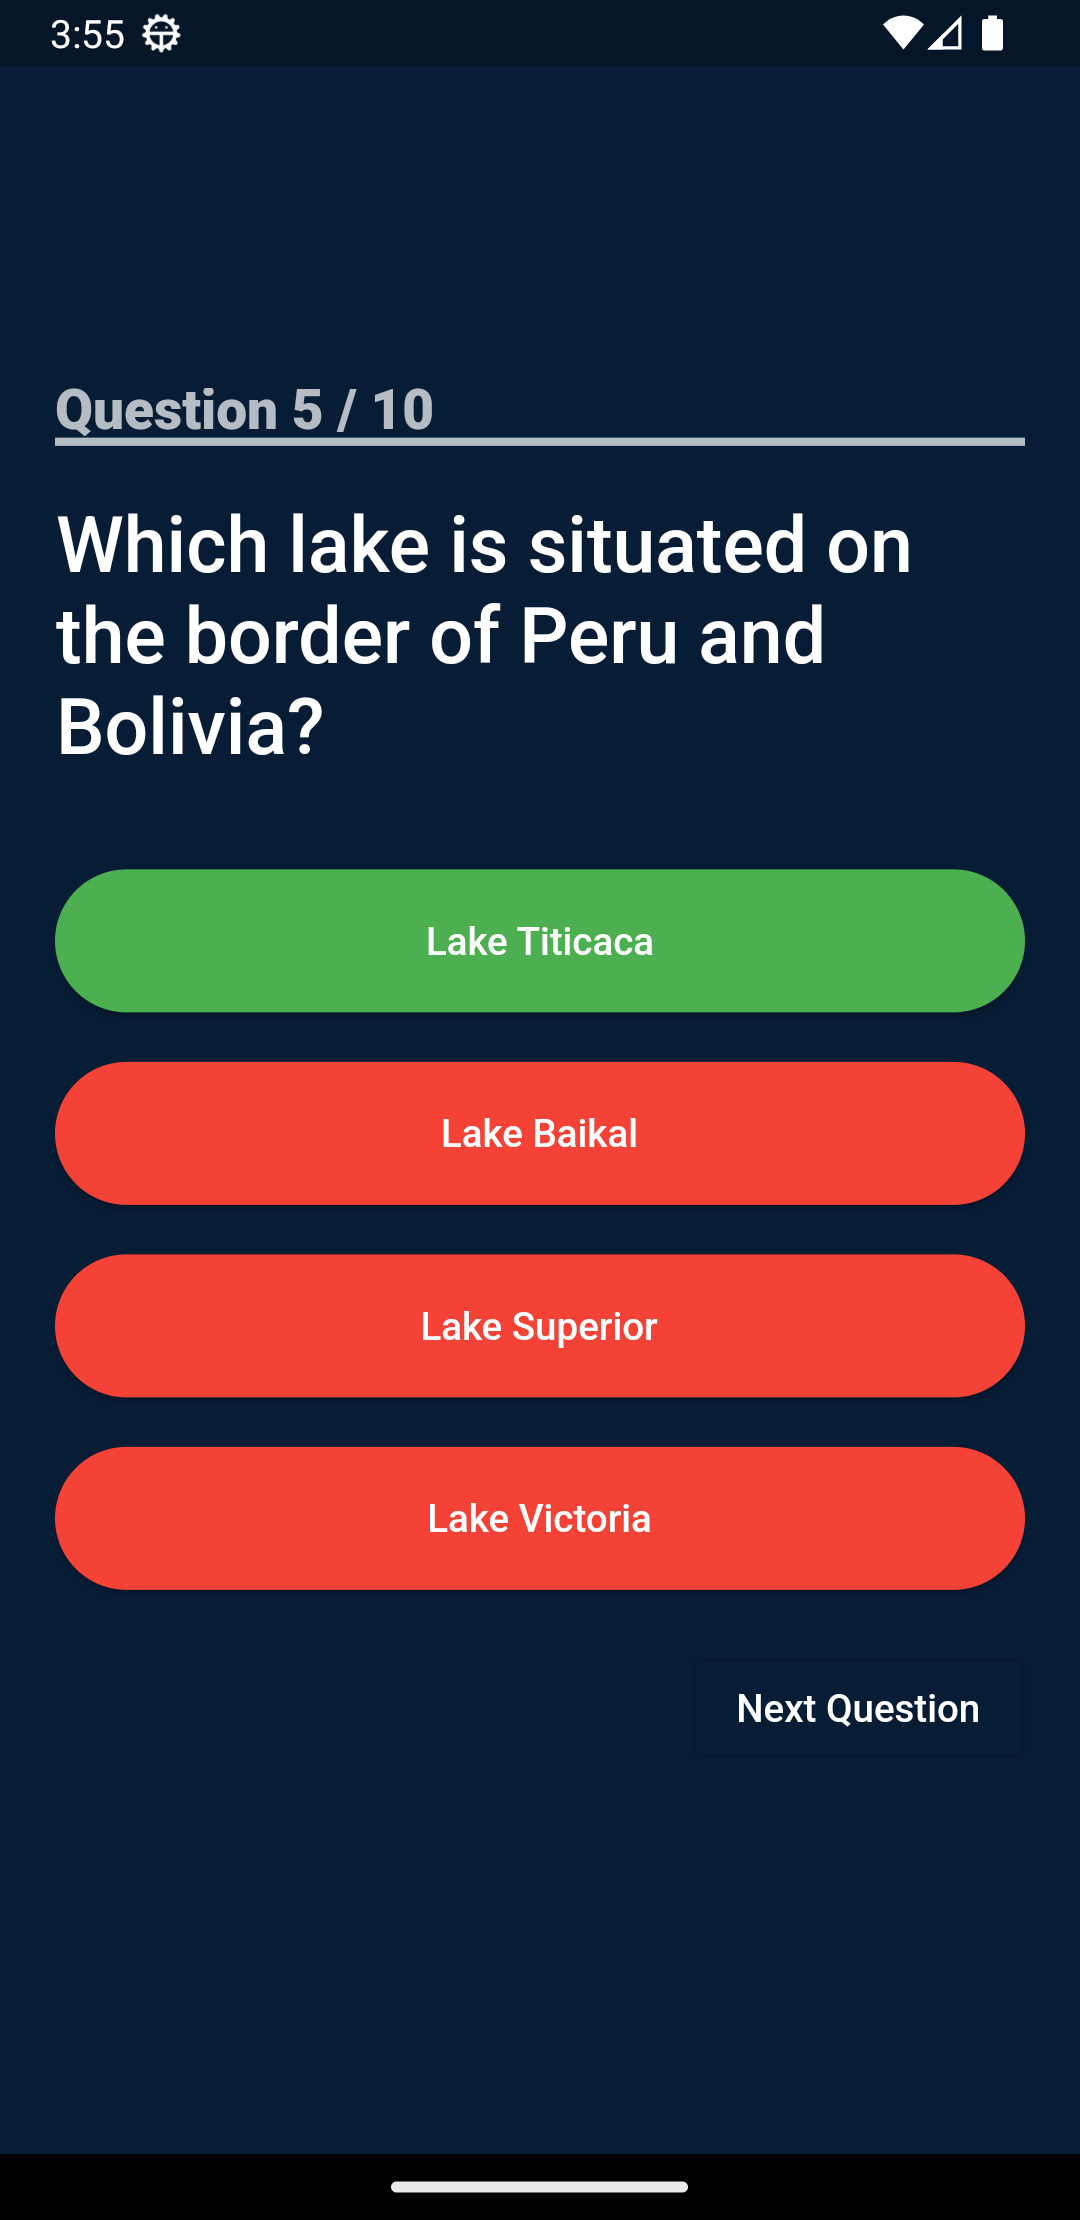 3:55
Question 5 / 10
Which lake is situated on
the border of Peru and
Bolivia?
Lake Titicaca
Lake Baikal
Lake Superior
Lake Victoria
Next Question